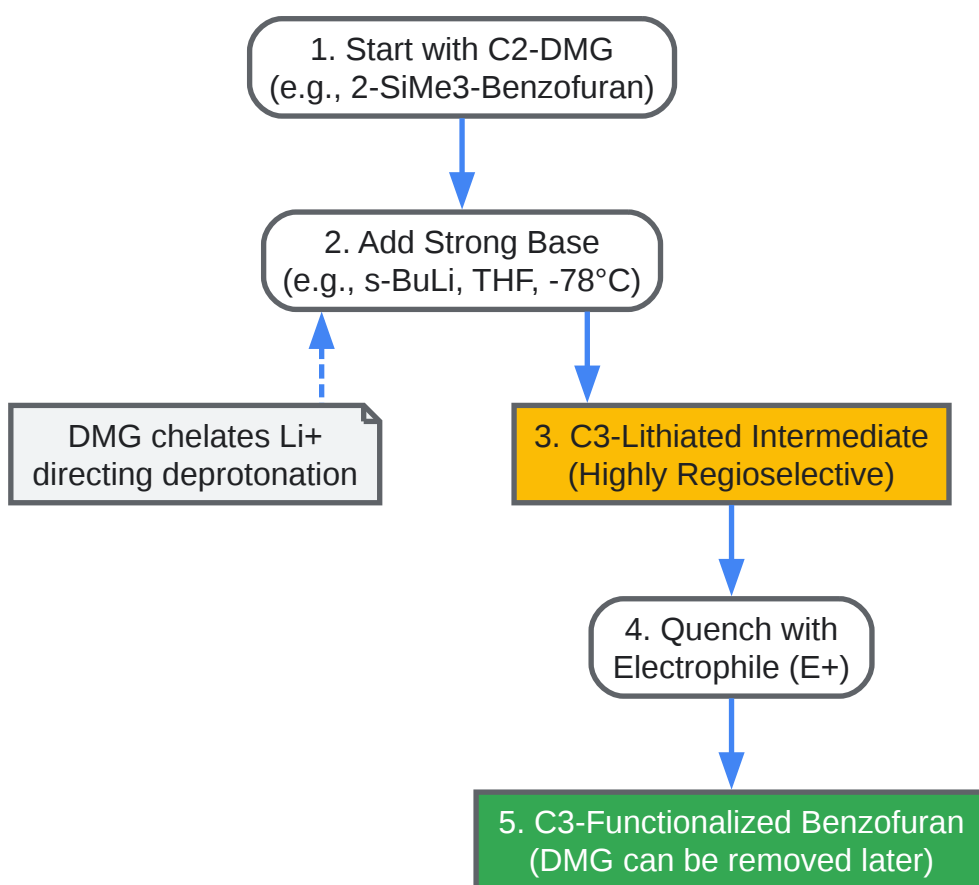 1. Start with C2-DMG
(e.g., 2-SiMe3-Benzofuran)
2. Add Strong Base
(e.g., s-BuLi, THF, -78°C)
DMG chelates Li+
directing deprotonation
3. C3-Lithiated Intermediate
(Highly Regioselective)
4. Quench with
Electrophile (E+)
5. C3-Functionalized Benzofuran
(DMG can be removed later)